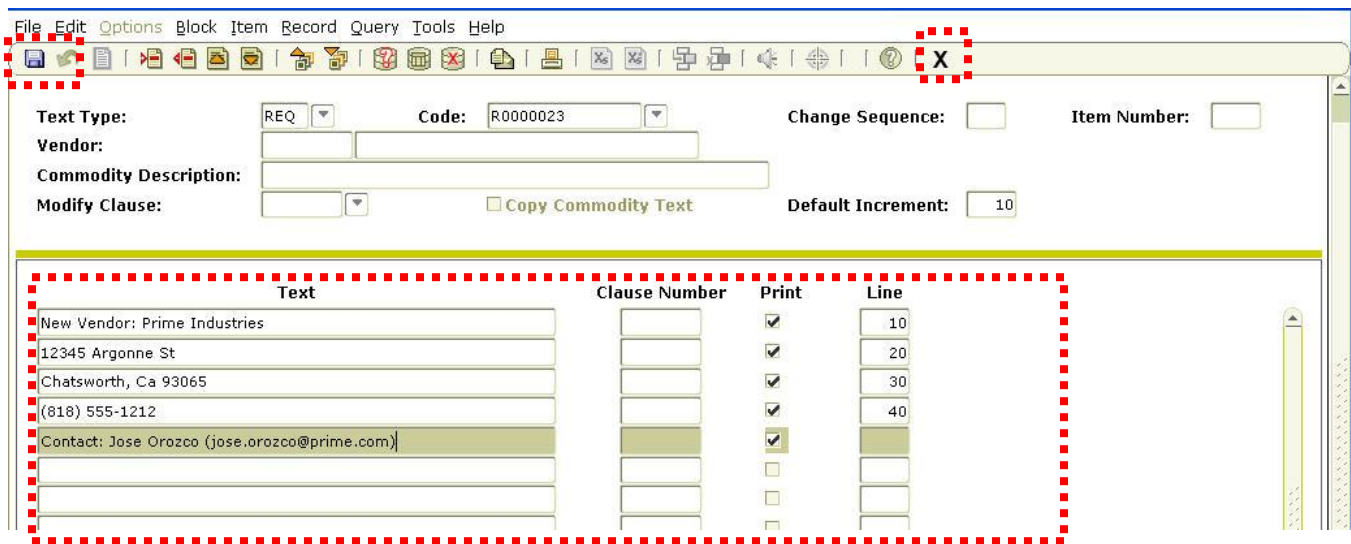 File Edit Options Block Item Record Query Tools Help
X
Text Type: REQ Code: R0000023 Change Sequence: Item Number:
Vendor:
Commodity Description:
Modify Clause: Copy Commodity Text Default Increment: 10
Text Clause Number Print Line
New Vendor: Prime Industries 10
12345 Argonne St 20
Chatsworth, Ca 93065 30
(818) 555-1212 40
Contact: Jose Orozco (jose.orozco@prime.com)